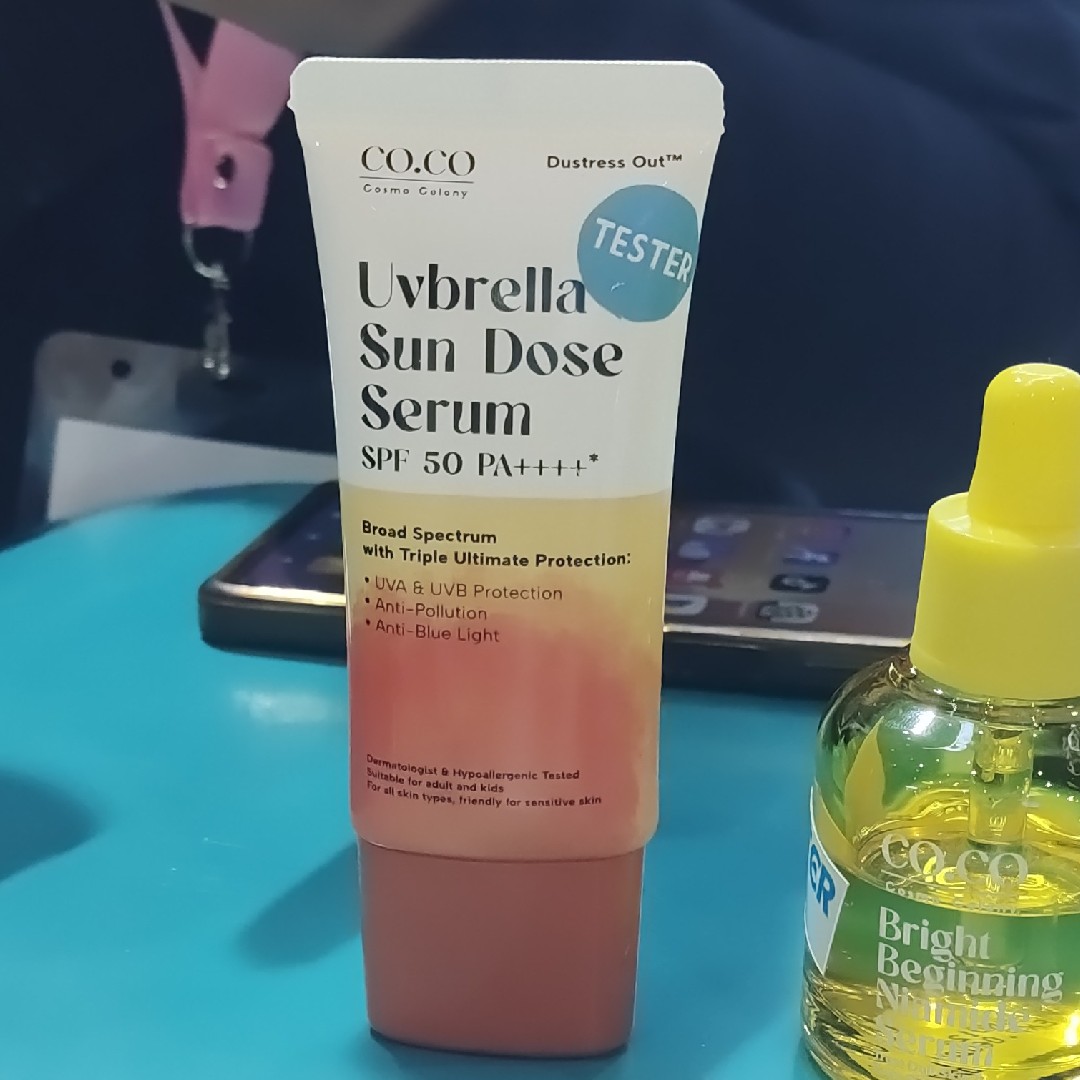 CO.CO
Cosmo Colony
Dustress Out™
TESTER
Uvbrella
Sun Dose
Serum
SPF 50 PA++++*
Broad Spectrum
with Triple Ultimate Protection:
• UVA & UVB Protection
• Anti-Pollution
• Anti-Blue Light
Dermatologist & Hypoallergenic Tested
Suitable for adult and kids
For all skin types, friendly for sensitive skin
CO.CO
ER
Bright
Beginning
Serum